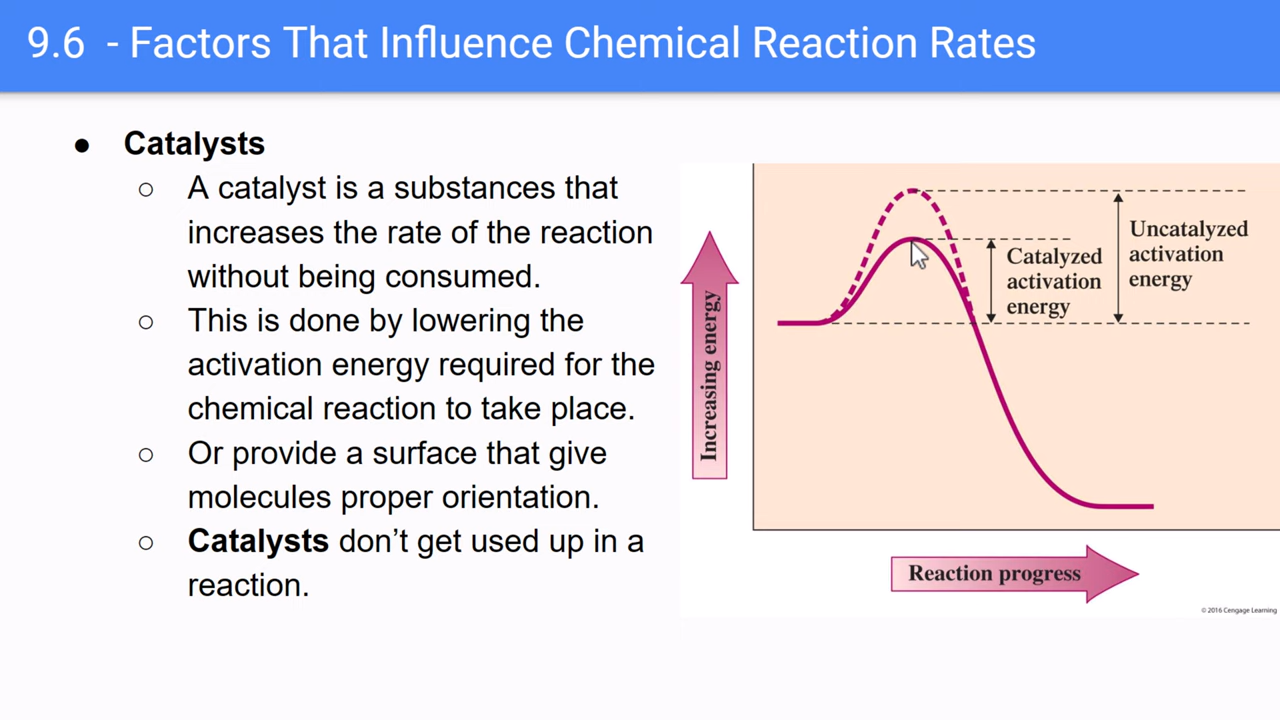 9.6 - Factors That Influence Chemical Reaction Rates
● Catalysts
○ A catalyst is a substances that
increases the rate of the reaction
without being consumed.
○ This is done by lowering the
activation energy required for the
chemical reaction to take place.
○ Or provide a surface that give
molecules proper orientation.
○ Catalysts don’t get used up in a
reaction.
Increasing energy
Catalyzed
activation
energy
Uncatalyzed
activation
energy
Reaction progress
© 2016 Cengage Learning